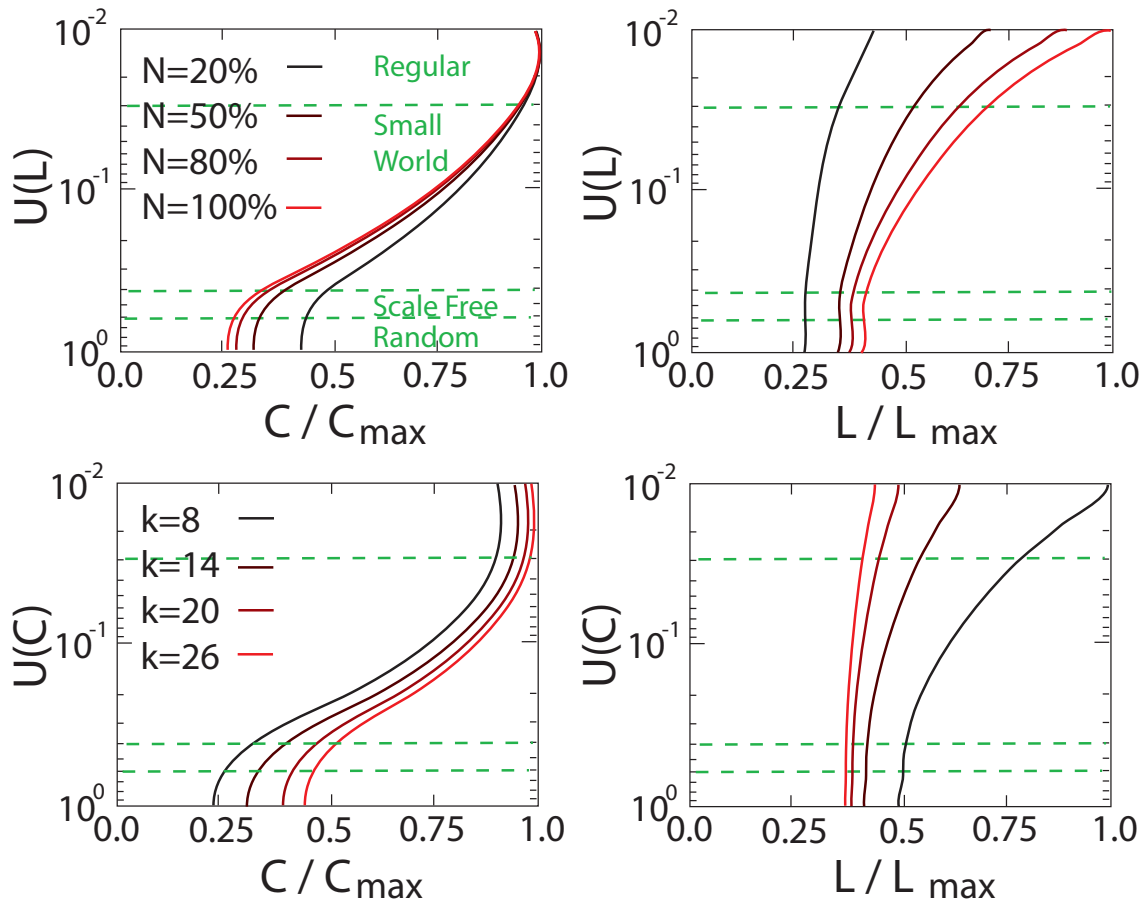 10-2
N=20%
Regular
N=50%
Small
N=80%
World
10-1
N=100%
Scale Free
Random
100
U(L)
0.0 0.25 0.5 0.75 1.0
C / Cmax
10-2
10-1
100
U(L)
0.0 0.25 0.5 0.75 1.0
L / L max
10-2
k=8
k=14
k=20
10-1
k=26
100
U(C)
0.0 0.25 0.5 0.75 1.0
C / Cmax
10-2
10-1
100
U(C)
0.0 0.25 0.5 0.75 1.0
L / L max